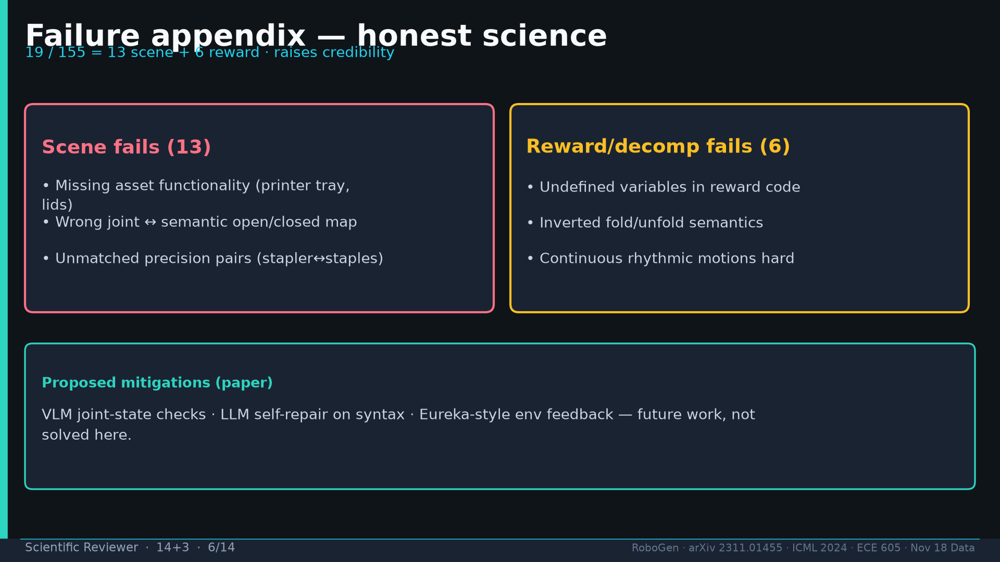 Failure appendix — honest science
19 / 155 = 13 scene + 6 reward · raises credibility
Scene fails (13)
• Missing asset functionality (printer tray,
lids)
• Wrong joint ↔ semantic open/closed map
• Unmatched precision pairs (stapler↔staples)
Reward/decomp fails (6)
• Undefined variables in reward code
• Inverted fold/unfold semantics
• Continuous rhythmic motions hard
Proposed mitigations (paper)
VLM joint-state checks · LLM self-repair on syntax · Eureka-style env feedback — future work, not
solved here.
Scientific Reviewer · 14+3 · 6/14
RoboGen · arXiv 2311.01455 · ICML 2024 · ECE 605 · Nov 18 Data